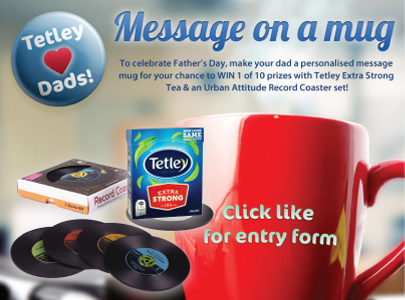 Tetley
Dads!
Message on a mug
To celebrate Father's Day, make your dad a personalised message
mug for your chance to WIN 1 of 10 prizes with Tetley Extra Strong
Tea & an Urban Attitude Record Coaster set!
SAME
Tetley
EXTRA
STRONG
Record Coa
Click like
for entry form